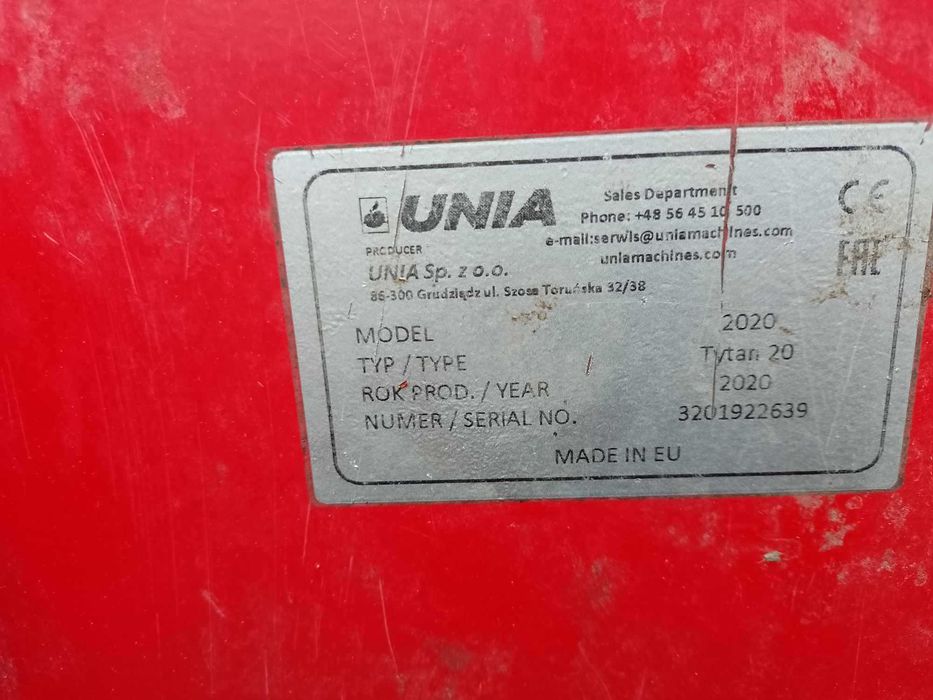 UNIA
PRODUCER
UNIA Sp. z o.o.
86-300 Grudziądz ul. Szosa Toruńska 32/38
Sales Department
Phone: +48 56 45 10 500
e-mail:serwis@uniamachines.com
uniamachines.com
CE
EAC
MODEL 2020
TYP / TYPE Tytan 20
ROK PROD. / YEAR 2020
NUMER / SERIAL NO. 3201922639
MADE IN EU